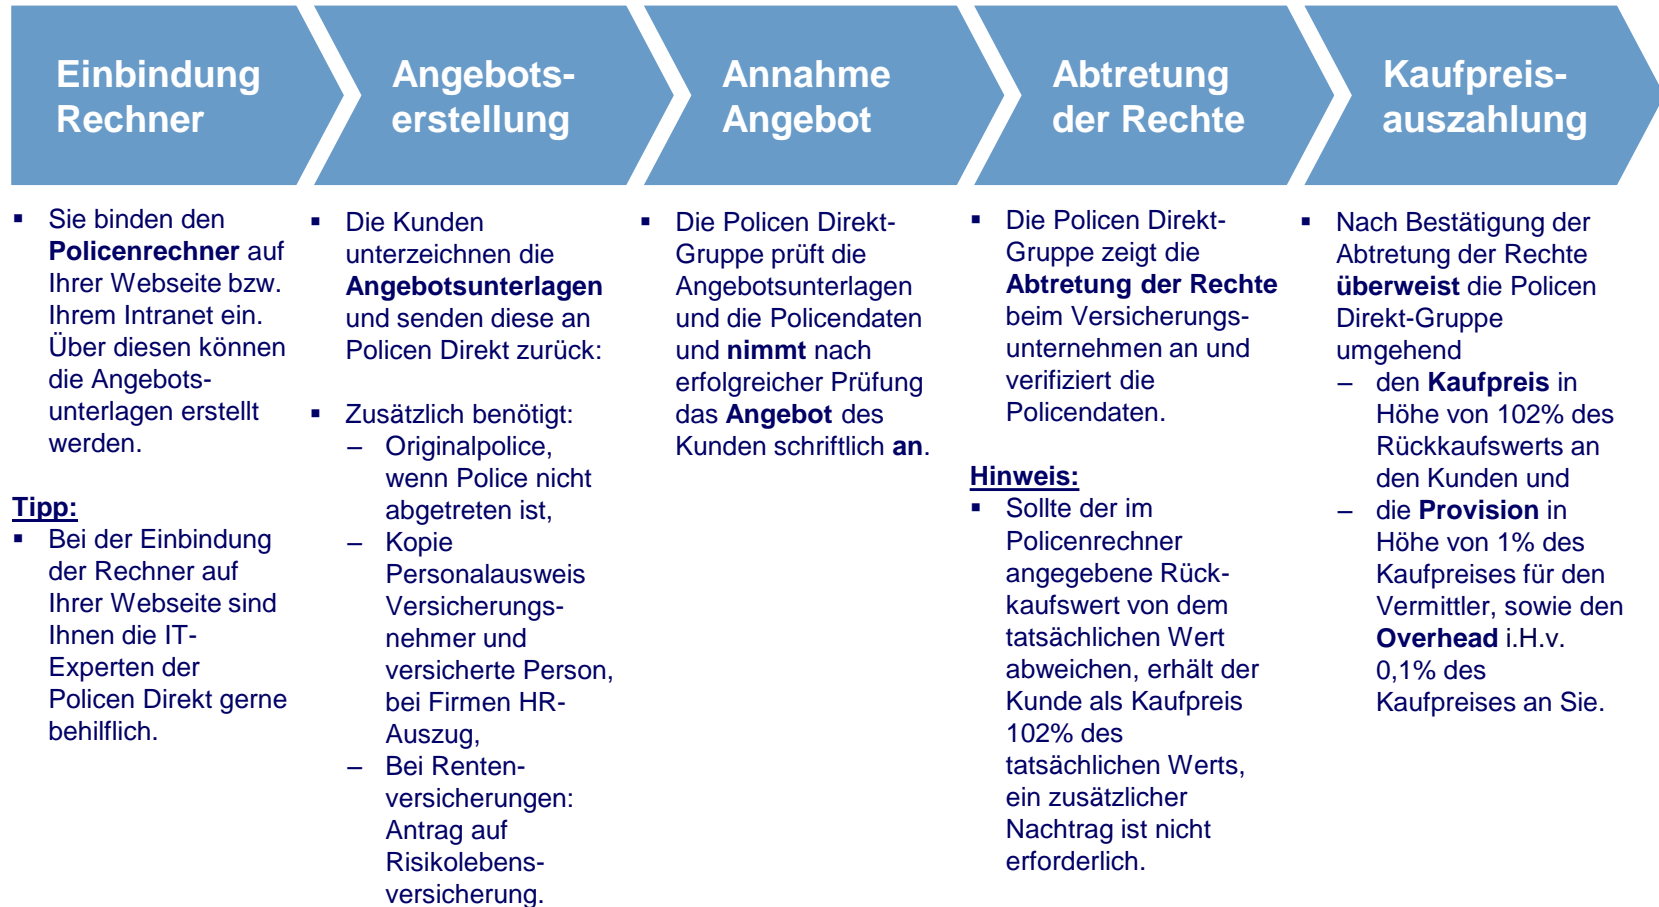 Einbindung
Rechner
Angebots-
erstellung
Annahme
Angebot
Abtretung
der Rechte
Kaufpreis-
auszahlung
▪ Sie binden den
Policenrechner auf
Ihrer Webseite bzw.
Ihrem Intranet ein.
Über diesen können
die Angebots-
unterlagen erstellt
werden.
Tipp:
▪ Bei der Einbindung
der Rechner auf
Ihrer Webseite sind
Ihnen die IT-
Experten der
Policen Direkt gerne
behilflich.
▪ Die Kunden
unterzeichnen die
Angebotsunterlagen
und senden diese an
Policen Direkt zurück:
▪ Zusätzlich benötigt:
– Originalpolice,
wenn Police nicht
abgetreten ist,
– Kopie
Personalausweis
Versicherungs-
nehmer und
versicherte Person,
bei Firmen HR-
Auszug,
– Bei Renten-
versicherungen:
Antrag auf
Risikolebens-
versicherung.
▪ Die Policen Direkt-
Gruppe prüft die
Angebotsunterlagen
und die Policendaten
und nimmt nach
erfolgreicher Prüfung
das Angebot des
Kunden schriftlich an.
▪ Die Policen Direkt-
Gruppe zeigt die
Abtretung der Rechte
beim Versicherungs-
unternehmen an und
verifiziert die
Policendaten.
Hinweis:
▪ Sollte der im
Policenrechner
angegebene Rück-
kaufswert von dem
tatsächlichen Wert
abweichen, erhält der
Kunde als Kaufpreis
102% des
tatsächlichen Werts,
ein zusätzlicher
Nachtrag ist nicht
erforderlich.
▪ Nach Bestätigung der
Abtretung der Rechte
überweist die Policen
Direkt-Gruppe
umgehend
– den Kaufpreis in
Höhe von 102% des
Rückkaufswerts an
den Kunden und
– die Provision in
Höhe von 1% des
Kaufpreises für den
Vermittler, sowie den
Overhead i.H.v.
0,1% des
Kaufpreises an Sie.